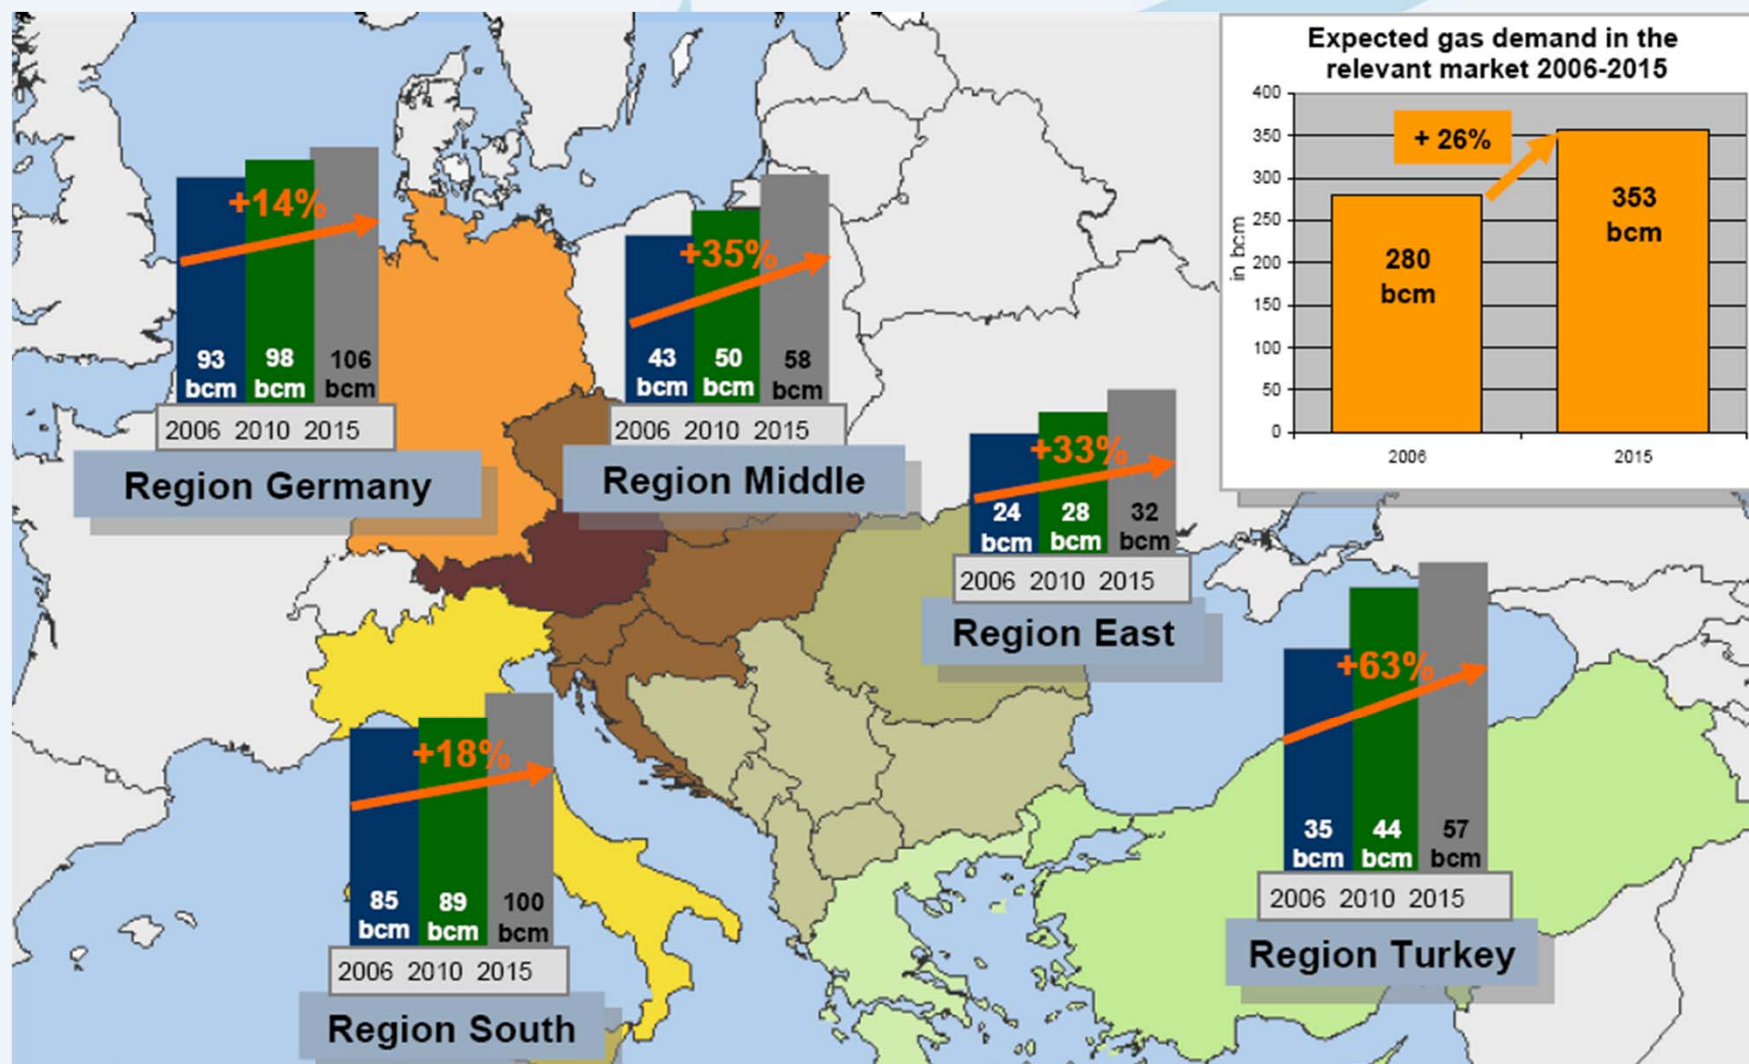 Expected gas demand in the
relevant market 2006-2015
400
350
300
250
200
150
100
50
0
in bcm
+ 26%
280
bcm
353
bcm
2006
2015
+14%
93
bcm
98
bcm
106
bcm
2006 2010 2015
Region Germany
+35%
43
bcm
50
bcm
58
bcm
2006 2010 2015
Region Middle
+33%
24
bcm
28
bcm
32
bcm
2006 2010 2015
Region East
+63%
35
bcm
44
bcm
57
bcm
2006 2010 2015
Region Turkey
+18%
85
bcm
89
bcm
100
bcm
2006 2010 2015
Region South